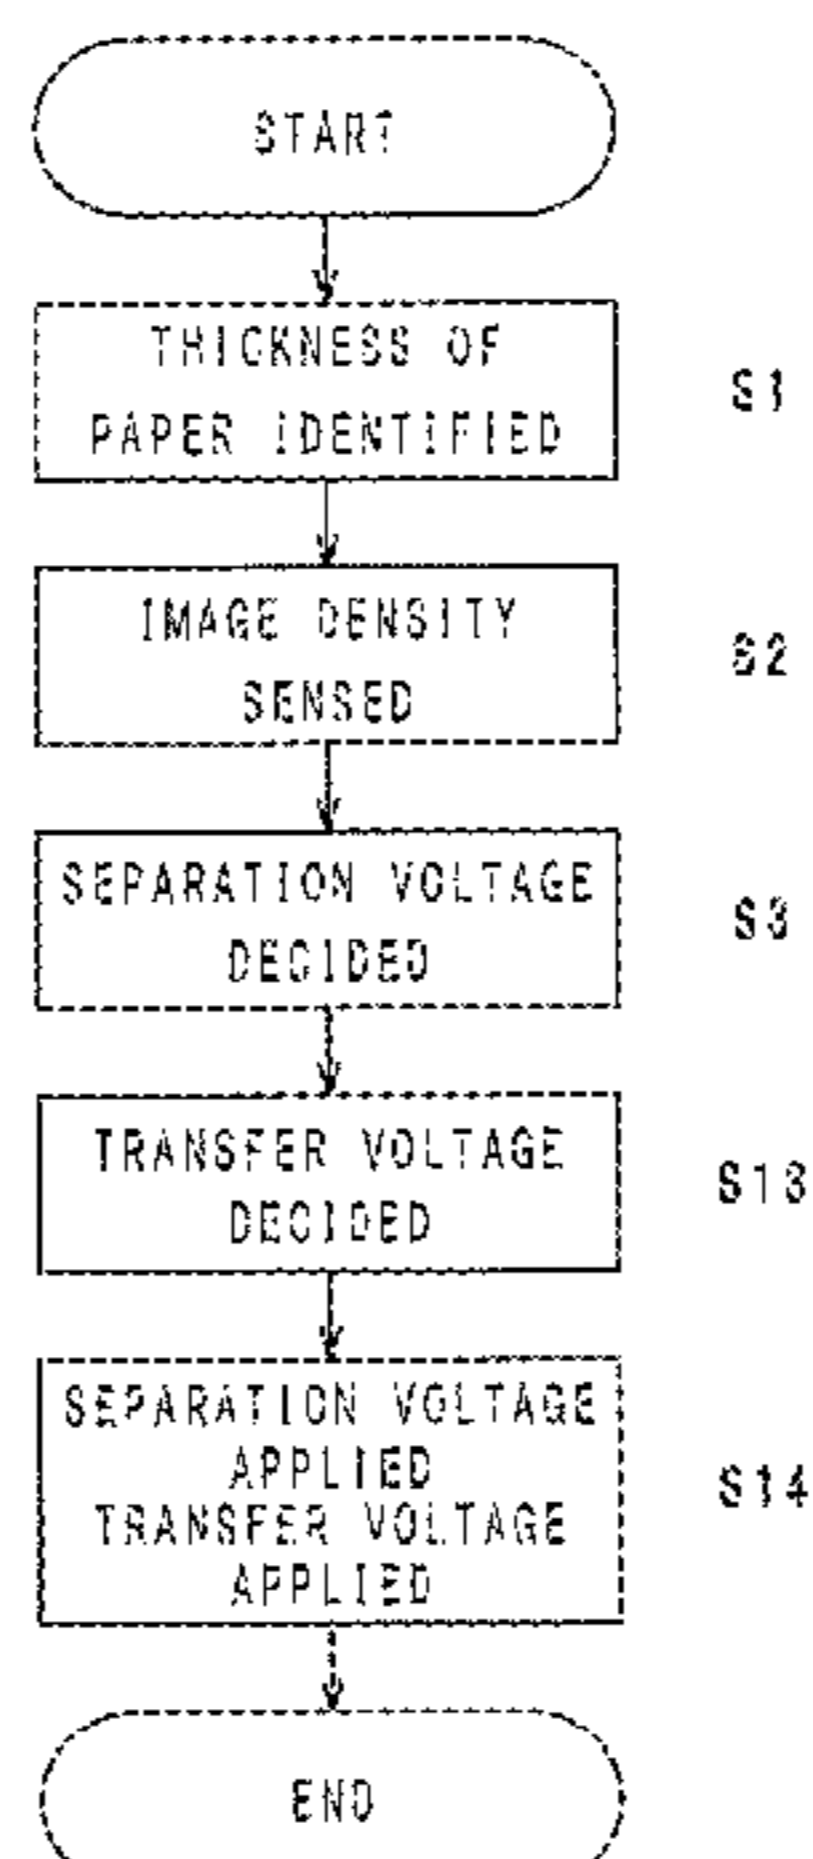 START
THICKNESS OF
PAPER IDENTIFIED
S1
IMAGE DENSITY
SENSED
S2
SEPARATION VOLTAGE
DECIDED
S3
TRANSFER VOLTAGE
DECIDED
S13
SEPARATION VOLTAGE
APPLIED
TRANSFER VOLTAGE
APPLIED
S14
END